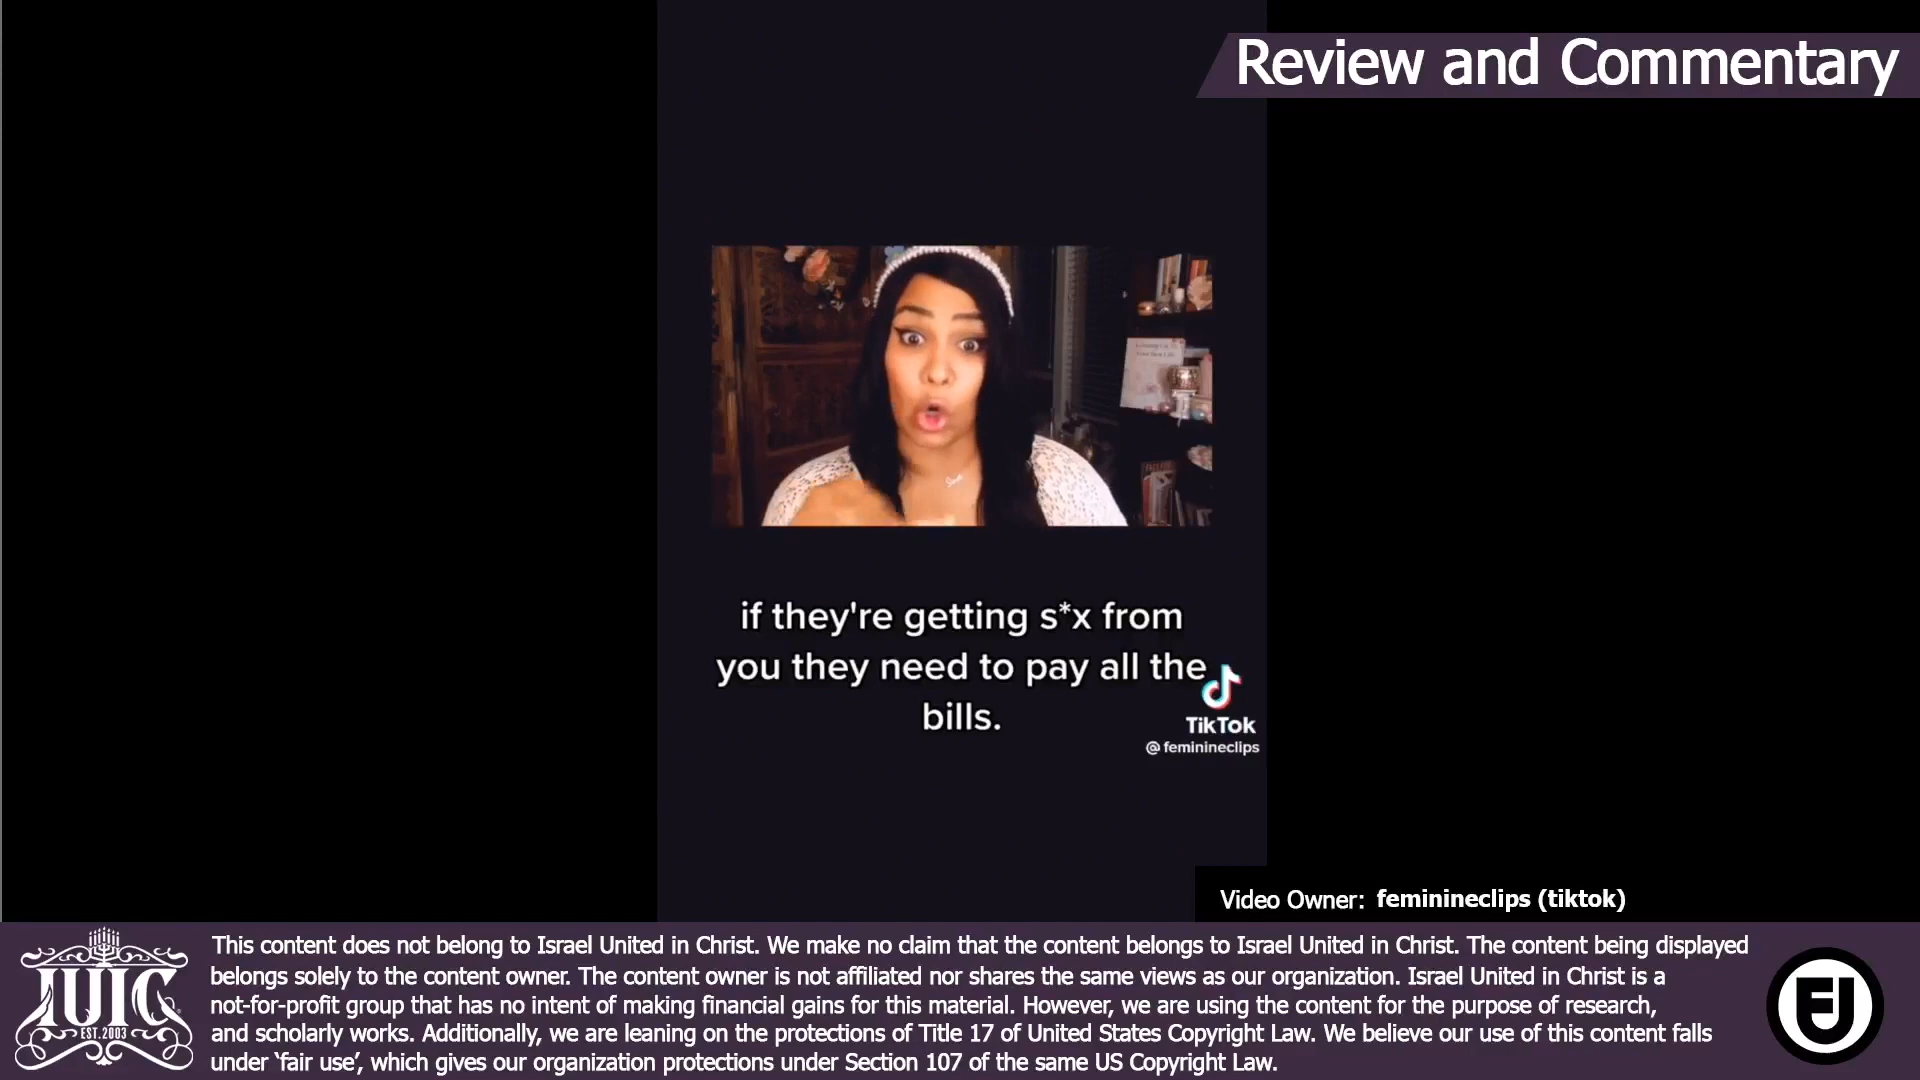 Review and Commentary
if they're getting s*x from
you they need to pay all the
bills.
TikTok
@ feminineclips
Video Owner: feminineclips (tiktok)
This content does not belong to Israel United in Christ. We make no claim that the content belongs to Israel United in Christ. The content being displayed
belongs solely to the content owner. The content owner is not affiliated nor shares the same views as our organization. Israel United in Christ is a
not-for-profit group that has no intent of making financial gains for this material. However, we are using the content for the purpose of research,
and scholarly works. Additionally, we are leaning on the protections of Title 17 of United States Copyright Law. We believe our use of this content falls
under ‘fair use’, which gives our organization protections under Section 107 of the same US Copyright Law.
IUIC
EST. 2003